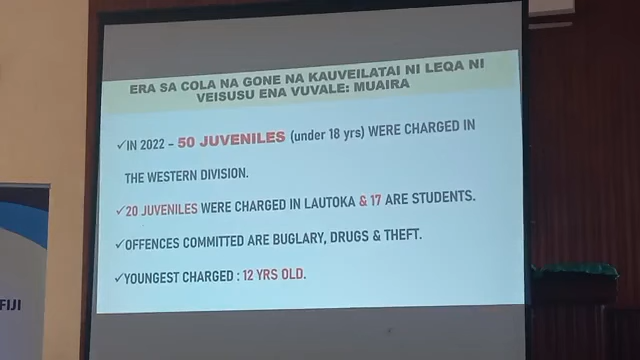 ERA SA COLA NA GONE NA KAUVEILATAI NI LEQA NI
VEISUSU ENA VUVALE: MUAIRA
✓IN 2022 – 50 JUVENILES (under 18 yrs) WERE CHARGED IN
THE WESTERN DIVISION.
✓20 JUVENILES WERE CHARGED IN LAUTOKA & 17 ARE STUDENTS.
✓OFFENCES COMMITTED ARE BUGLARY, DRUGS & THEFT.
✓YOUNGEST CHARGED : 12 YRS OLD.
FIJI